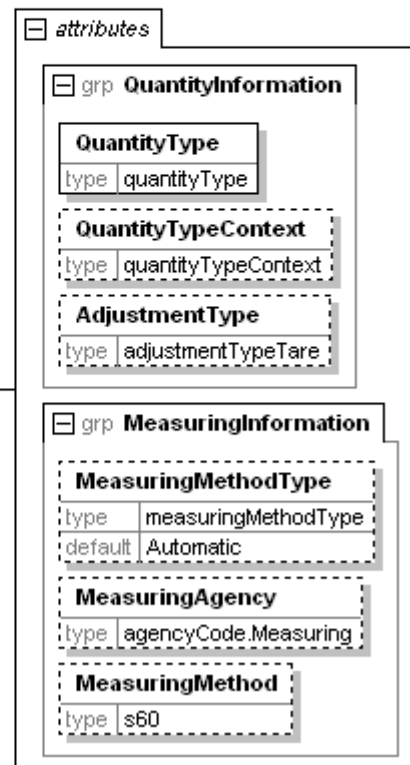 attributes
grp QuantityInformation
QuantityType
type quantityType
QuantityTypeContext
type quantityTypeContext
AdjustmentType
type adjustmentTypeTare
grp MeasuringInformation
MeasuringMethodType
type measuringMethodType
default Automatic
MeasuringAgency
type agencyCode.Measuring
MeasuringMethod
type s60